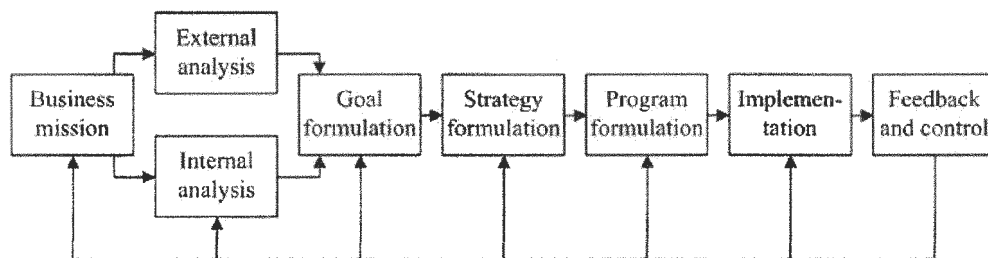 Business
mission
External
analysis
Internal
analysis
Goal
formulation
Strategy
formulation
Program
formulation
Implemen-
tation
Feedback
and control